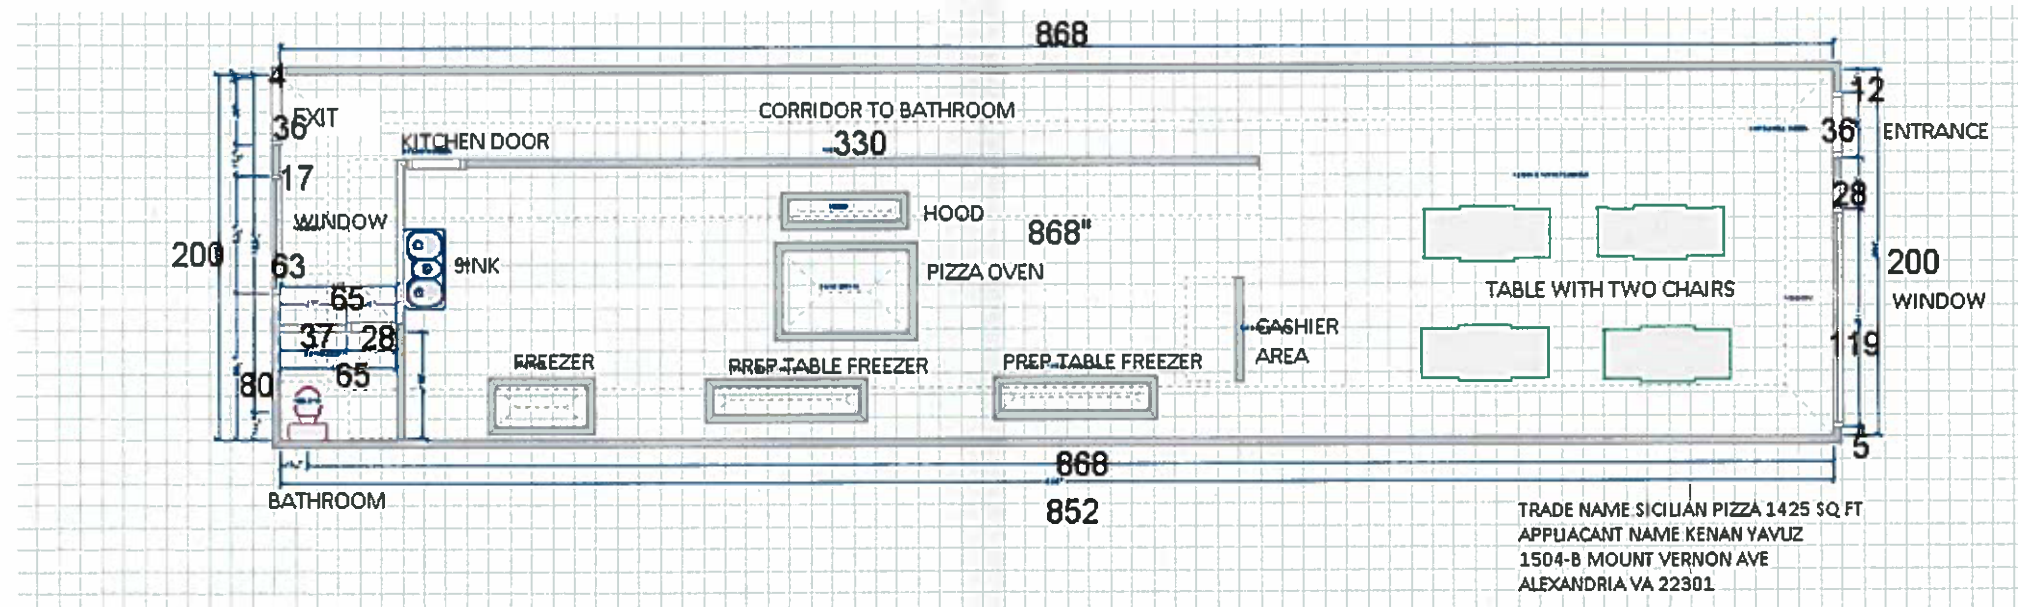 868
4
12
EXIT
36
CORRIDOR TO BATHROOM
KITCHEN DOOR
330
36
ENTRANCE
17
28
WINDOW
HOOD
868"
200
63
SINK
PIZZA OVEN
200
65
TABLE WITH TWO CHAIRS
WINDOW
37
28
CASHIER
AREA
119
65
FREEZER
PREP TABLE FREEZER
PREP TABLE FREEZER
80
5
868
BATHROOM
852
TRADE NAME SICILIAN PIZZA 1425 SQ FT
APPLIACANT NAME KENAN YAVUZ
1504-B MOUNT VERNON AVE
ALEXANDRIA VA 22301